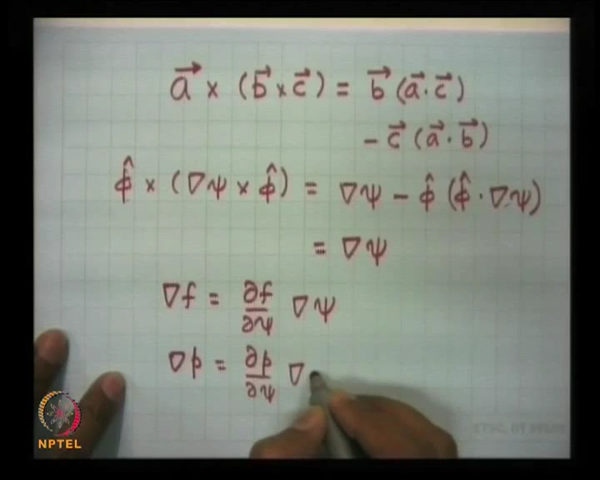 a⃗ × (b⃗ × c⃗) = b⃗ (a⃗ · c⃗)
− c⃗ (a⃗ · b⃗)
φ̂ × (∇ψ × φ̂) = ∇ψ − φ̂ (φ̂ · ∇ψ)
= ∇ψ
∇f = ∂f/∂ψ ∇ψ
∇p = ∂p/∂ψ ∇
NPTEL